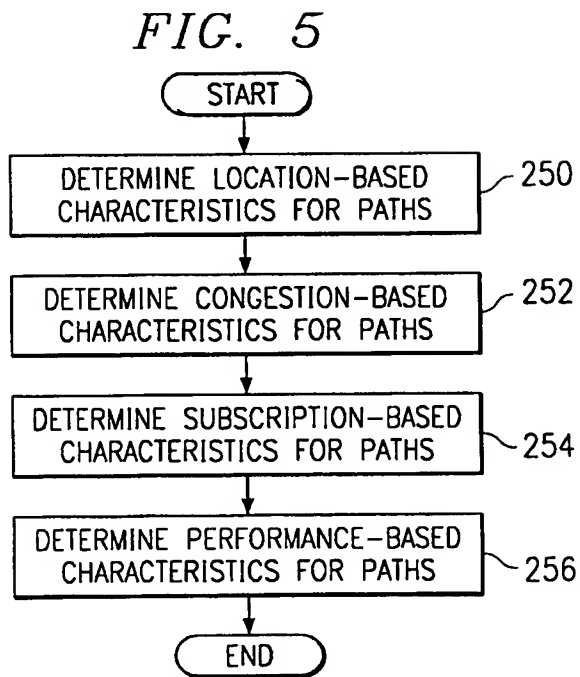 FIG. 5
START
DETERMINE LOCATION-BASED
CHARACTERISTICS FOR PATHS
250
DETERMINE CONGESTION-BASED
CHARACTERISTICS FOR PATHS
252
DETERMINE SUBSCRIPTION-BASED
CHARACTERISTICS FOR PATHS
254
DETERMINE PERFORMANCE-BASED
CHARACTERISTICS FOR PATHS
256
END